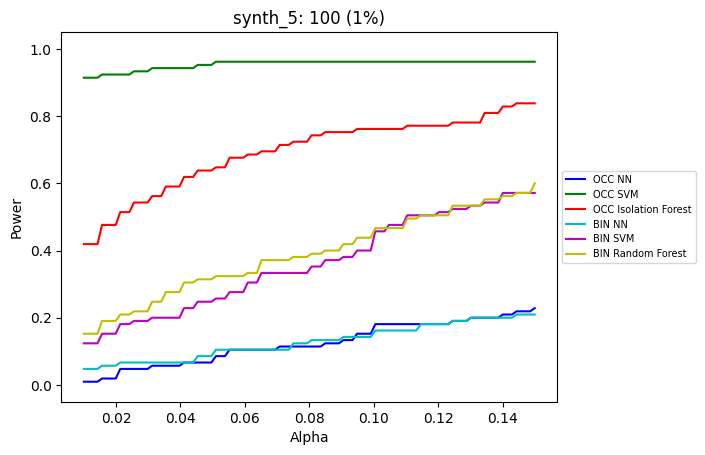 synth_5: 100 (1%)
1.0
0.8
0.6
0.4
0.2
0.0
Power
0.02
0.04
0.06
0.08
0.10
0.12
0.14
Alpha
OCC NN
OCC SVM
OCC Isolation Forest
BIN NN
BIN SVM
BIN Random Forest